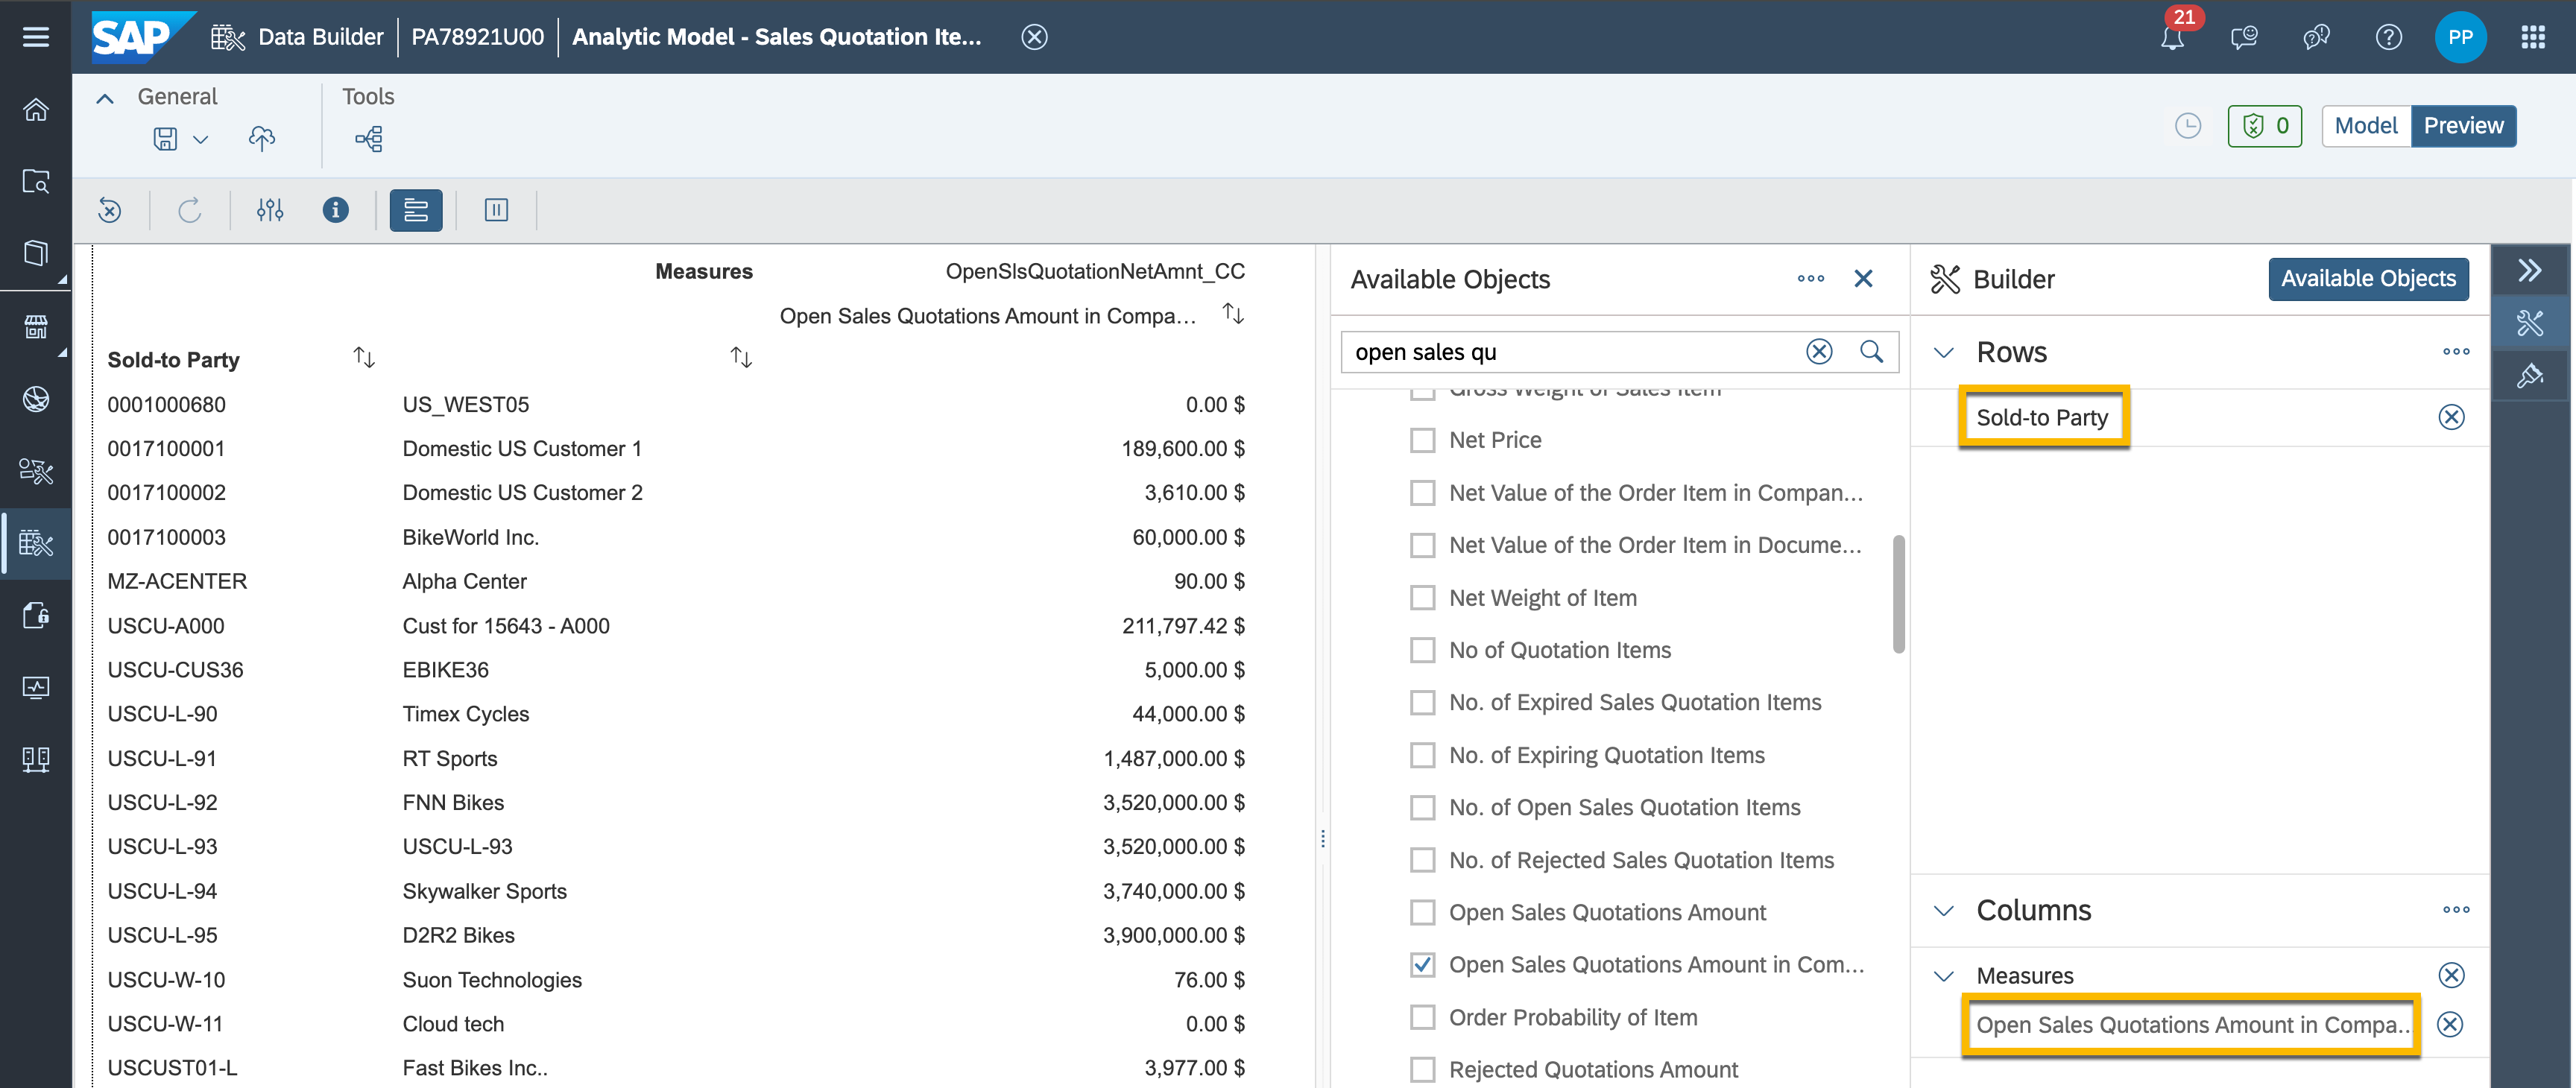 SAP Data Builder PA78921U00 Analytic Model - Sales Quotation Ite... 21 PP
General Tools
0 Model Preview
Measures OpenSlsQuotationNetAmnt_CC
Open Sales Quotations Amount in Compa...
Sold-to Party
0001000680 US_WEST05 0.00 $
0017100001 Domestic US Customer 1 189,600.00 $
0017100002 Domestic US Customer 2 3,610.00 $
0017100003 BikeWorld Inc. 60,000.00 $
MZ-ACENTER Alpha Center 90.00 $
USCU-A000 Cust for 15643 - A000 211,797.42 $
USCU-CUS36 EBIKE36 5,000.00 $
USCU-L-90 Timex Cycles 44,000.00 $
USCU-L-91 RT Sports 1,487,000.00 $
USCU-L-92 FNN Bikes 3,520,000.00 $
USCU-L-93 USCU-L-93 3,520,000.00 $
USCU-L-94 Skywalker Sports 3,740,000.00 $
USCU-L-95 D2R2 Bikes 3,900,000.00 $
USCU-W-10 Suon Technologies 76.00 $
USCU-W-11 Cloud tech 0.00 $
USCUST01-L Fast Bikes Inc.. 3,977.00 $
Available Objects
open sales qu
Gross Weight of Sales Item
Net Price
Net Value of the Order Item in Compan...
Net Value of the Order Item in Docume...
Net Weight of Item
No of Quotation Items
No. of Expired Sales Quotation Items
No. of Expiring Quotation Items
No. of Open Sales Quotation Items
No. of Rejected Sales Quotation Items
Open Sales Quotations Amount
Open Sales Quotations Amount in Com...
Order Probability of Item
Rejected Quotations Amount
Builder Available Objects
Rows
Sold-to Party
Columns
Measures
Open Sales Quotations Amount in Compa...